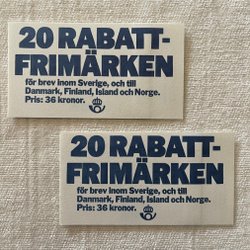 20 RABATT-
FRIMÄRKEN
för brev inom Sverige, och till
Danmark, Finland, Island och Norge.
Pris: 36 kronor.
20 RABATT-
FRIMÄRKEN
för brev inom Sverige, och till
Danmark, Finland, Island och Norge.
Pris: 36 kronor.